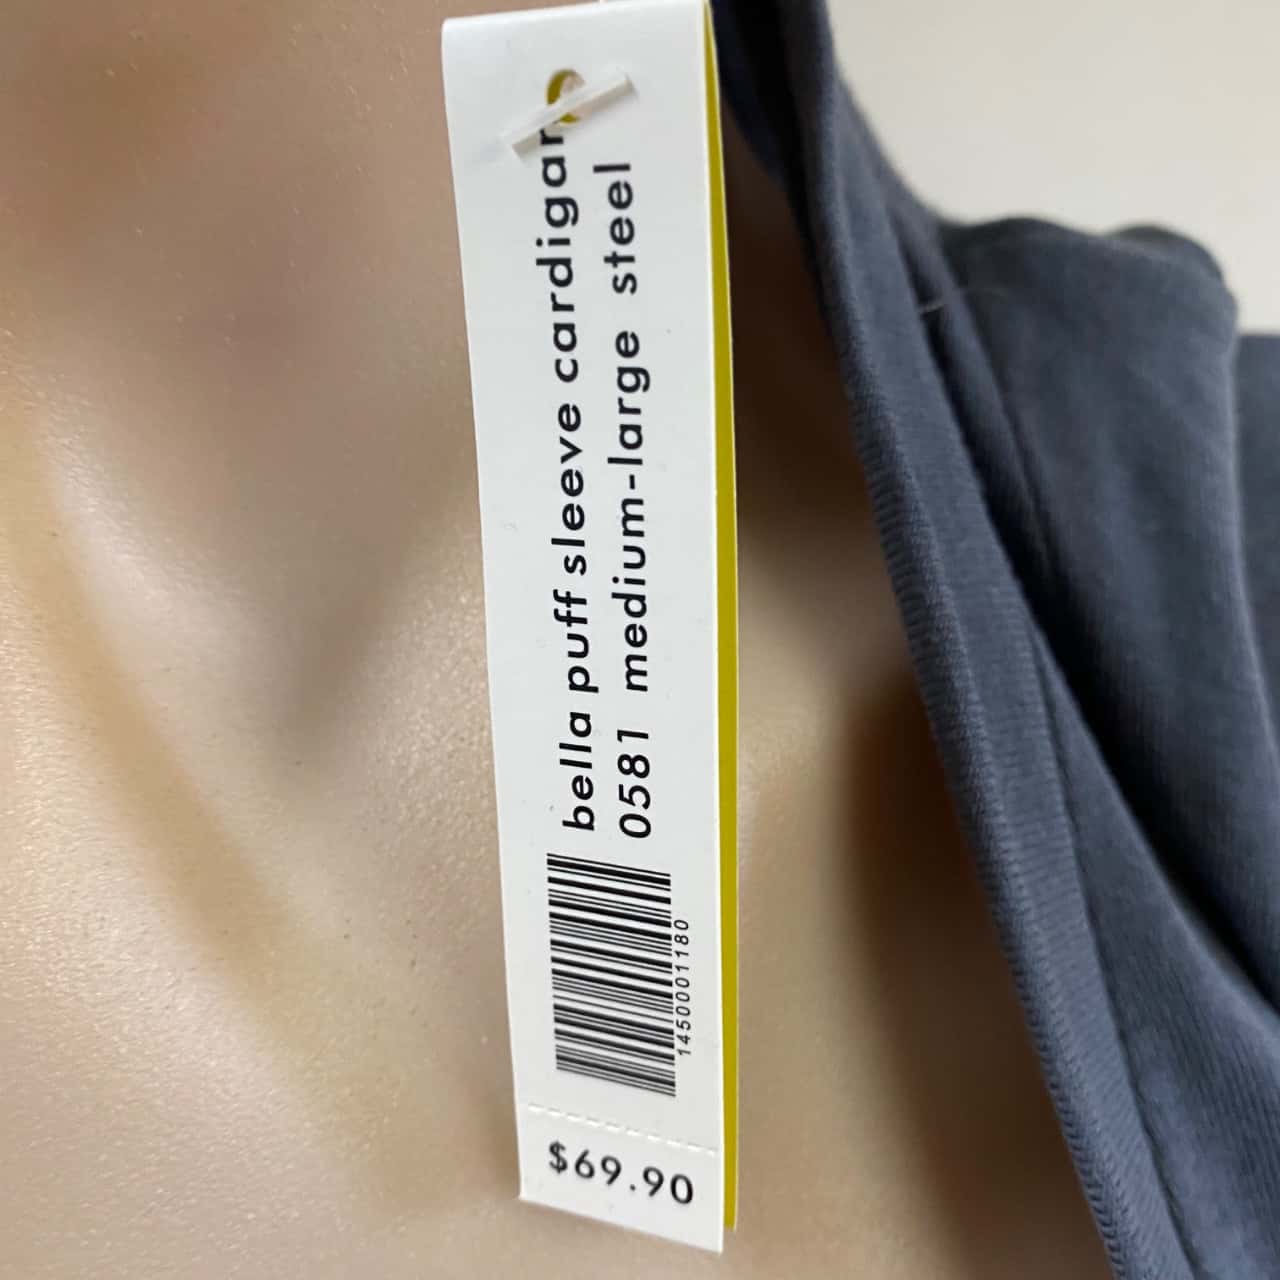 bella puff sleeve cardigan
0581 medium-large steel
1450001180
$69.90